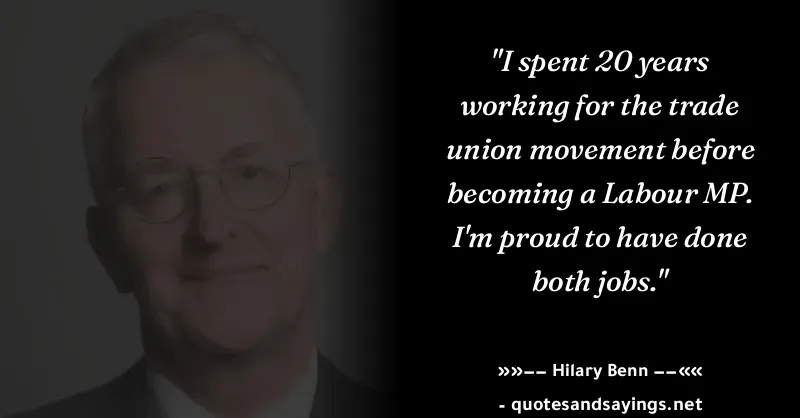 "I spent 20 years
working for the trade
union movement before
becoming a Labour MP.
I'm proud to have done
both jobs."
»»−− Hilary Benn −−««
- quotesandsayings.net